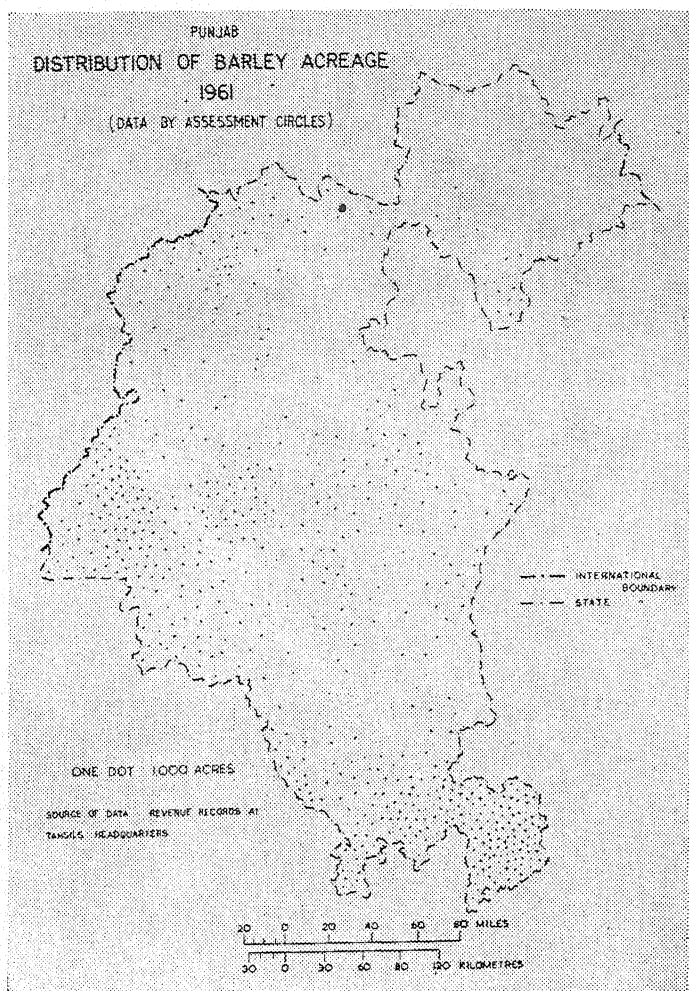 PUNJAB
DISTRIBUTION OF BARLEY ACREAGE
1961
(DATA BY ASSESSMENT CIRCLES)
INTERNATIONAL
BOUNDARY
STATE "
ONE DOT 1,000 ACRES
SOURCE OF DATA REVENUE RECORDS AT
TAHSILS HEADQUARTERS
20 0 20 40 60 80 MILES
30 0 30 60 80 120 KILOMETRES